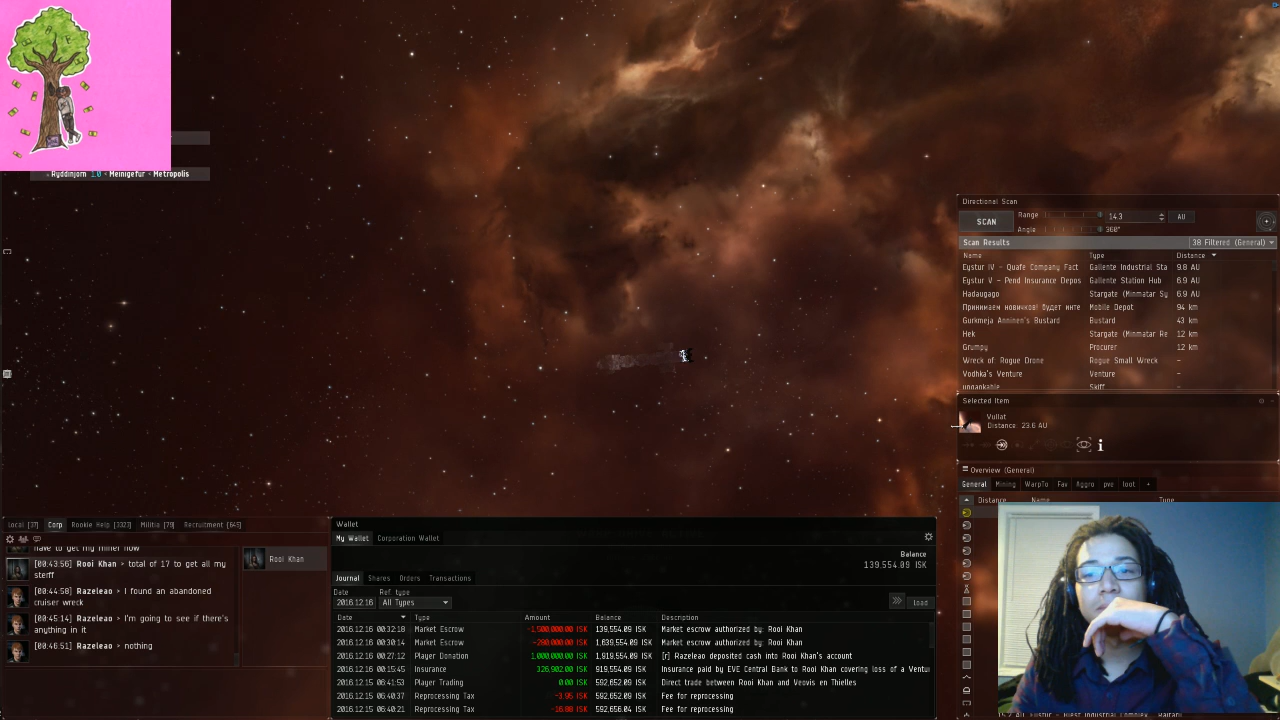 Ryddinjorn 1.0 < Meinigefur < Metropolis
Directional Scan
SCAN
Range
14.3
AU
Angle
360°
Scan Results
38 Filtered (General)
Name Type Distance
Eystur IV - Quafe Company Fact Gallente Industrial Sta 9.8 AU
Eystur V - Pend Insurance Depos Gallente Station Hub 6.9 AU
Hadaugago Stargate (Minmatar Sy 6.9 AU
Принимаем новичков! будет инте Mobile Depot 94 km
Gurkmeja Anninen's Bustard Bustard 43 km
Hek Stargate (Minmatar Re 12 km
Grumpy Procurer 12 km
Wreck of Rogue Drone Rogue Small Wreck -
Vodhka's Venture Venture -
ungankable Skiff
Selected Item
Vullat
Distance: 23.6 AU
Overview (General)
General Mining WarpTo Fav Aggro pve loot +
Distance Name Type
Local [37] Corp Rookie Help [3323] Militia [79] Recruitment [645]
have to get my miner now
[00:43:56] Rooi Khan > total of 17 to get all my
sterff
[00:44:58] Razeleao > I found an abandoned
cruiser wreck
[00:45:14] Razeleao > I'm going to see if there's
anything in it
[00:46:51] Razeleao > nothing
Rooi Khan
Wallet
My Wallet Corporation Wallet
Balance
139,554.09 ISK
Journal Shares Orders Transactions
Date Ref. type
2016.12.16 All Types
load
Date Type Amount Balance Description
2016.12.16 00:32:18 Market Escrow -1,500,000.00 ISK 139,554.09 ISK Market escrow authorized by: Rooi Khan
2016.12.16 00:30:14 Market Escrow -280,000.00 ISK 1,639,554.09 ISK Market escrow authorized by: Rooi Khan
2016.12.16 00:27:12 Player Donation 1,000,000.00 ISK 1,919,554.09 ISK [r] Razeleao deposited cash into Rooi Khan's account
2016.12.16 00:15:45 Insurance 326,902.00 ISK 919,554.09 ISK Insurance paid by EVE Central Bank to Rooi Khan covering loss of a Ventu
2016.12.15 06:41:53 Player Trading 0.00 ISK 592,652.09 ISK Direct trade between Rooi Khan and Veovis en Thielles
2016.12.15 06:40:37 Reprocessing Tax -3.95 ISK 592,652.09 ISK Fee for reprocessing
2016.12.15 06:40:21 Reprocessing Tax -16.88 ISK 592,656.04 ISK Fee for reprocessing